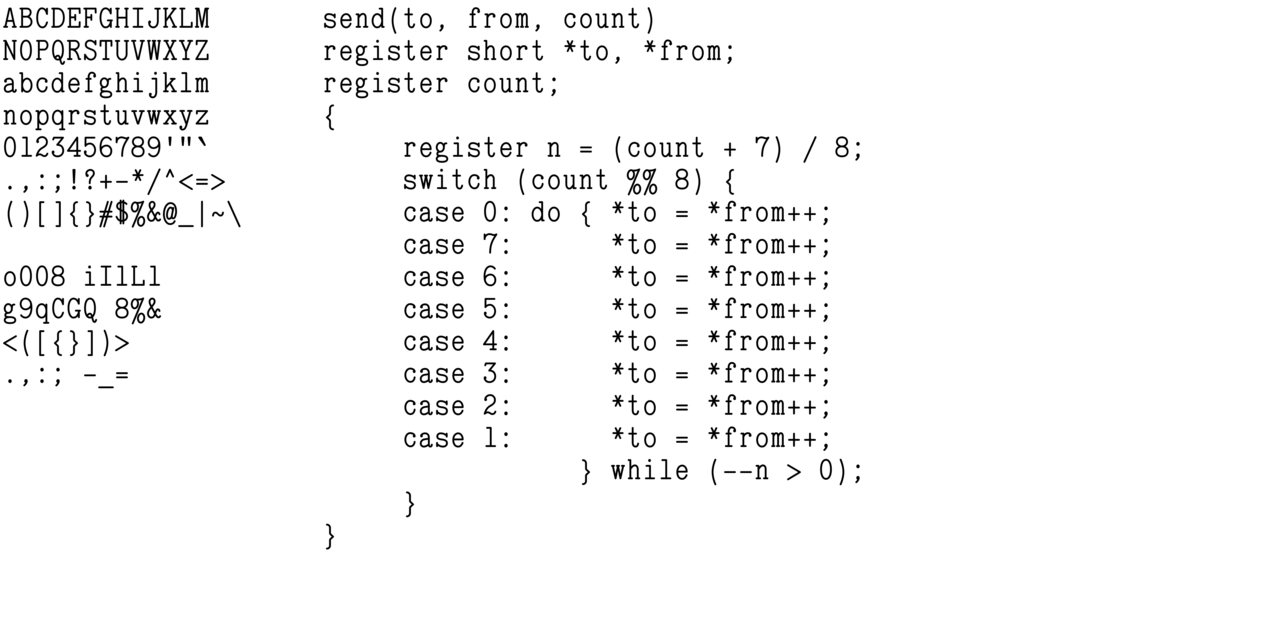 ABCDEFGHIJKLM
NOPQRSTUVWXYZ
abcdefghijklm
nopqrstuvwxyz
0123456789'"`
.,:;!?+-*/^<=>
()[]{}#$%&@_|~\
o008 iI1Ll
g9qCGQ 8%&
<([{}])>
.,:; -_=
send(to, from, count)
register short *to, *from;
register count;
{
     register n = (count + 7) / 8;
     switch (count %% 8) {
     case 0: do { *to = *from++;
     case 7:      *to = *from++;
     case 6:      *to = *from++;
     case 5:      *to = *from++;
     case 4:      *to = *from++;
     case 3:      *to = *from++;
     case 2:      *to = *from++;
     case 1:      *to = *from++;
                } while (--n > 0);
     }
}